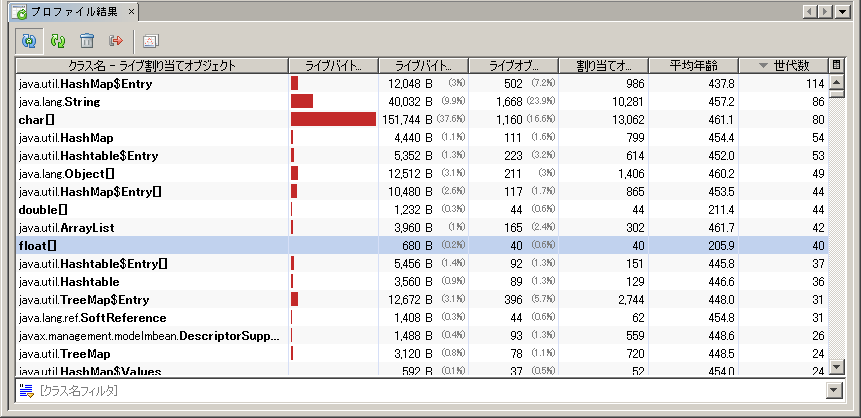 プロファイル結果 ×
クラス名 - ライブ割り当てオブジェクト ライブバイト... ライブバイト... ライブオブ... 割り当てオ... 平均年齢 世代数
java.util.HashMap$Entry 12,048 B (3%) 502 (7.2%) 986 437.8 114
java.lang.String 40,032 B (9.9%) 1,668 (23.9%) 10,281 457.2 86
char[] 151,744 B (37.6%) 1,160 (16.6%) 13,062 461.1 80
java.util.HashMap 4,440 B (1.1%) 111 (1.6%) 799 454.4 54
java.util.Hashtable$Entry 5,352 B (1.3%) 223 (3.2%) 614 452.0 53
java.lang.Object[] 12,512 B (3.1%) 211 (3%) 1,406 460.2 49
java.util.HashMap$Entry[] 10,480 B (2.6%) 117 (1.7%) 865 453.5 44
double[] 1,232 B (0.3%) 44 (0.6%) 44 211.4 44
java.util.ArrayList 3,960 B (1%) 165 (2.4%) 302 461.7 42
float[] 680 B (0.2%) 40 (0.6%) 40 205.9 40
java.util.Hashtable$Entry[] 5,456 B (1.4%) 92 (1.3%) 151 445.8 37
java.util.Hashtable 3,560 B (0.9%) 89 (1.3%) 129 446.6 36
java.util.TreeMap$Entry 12,672 B (3.1%) 396 (5.7%) 2,744 448.0 31
java.lang.ref.SoftReference 1,408 B (0.3%) 44 (0.6%) 62 454.8 31
javax.management.modelmbean.DescriptorSupp... 1,488 B (0.4%) 93 (1.3%) 559 448.6 26
java.util.TreeMap 3,120 B (0.8%) 78 (1.1%) 720 448.5 24
java.util.HashMap$Values 592 B (0.1%) 37 (0.5%) 52 454.0 24
[クラス名フィルタ]